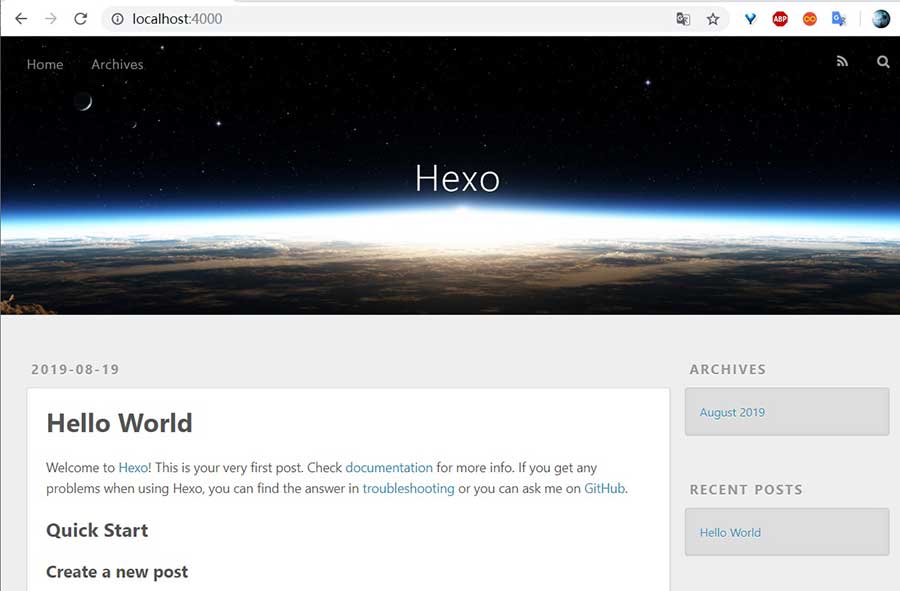 localhost:4000
ABP
Home Archives
Hexo
2019-08-19
Hello World
Welcome to Hexo! This is your very first post. Check documentation for more info. If you get any
problems when using Hexo, you can find the answer in troubleshooting or you can ask me on GitHub.
Quick Start
Create a new post
ARCHIVES
August 2019
RECENT POSTS
Hello World